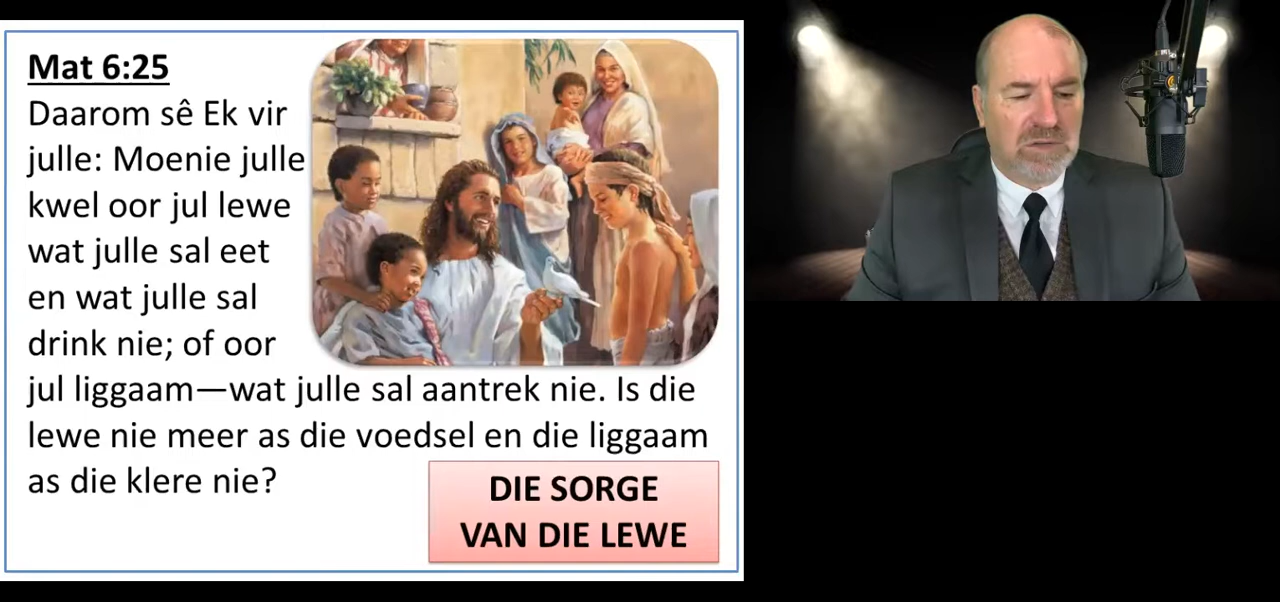 Mat 6:25
Daarom sê Ek vir
julle: Moenie julle
kwel oor jul lewe
wat julle sal eet
en wat julle sal
drink nie; of oor
jul liggaam—wat julle sal aantrek nie. Is die
lewe nie meer as die voedsel en die liggaam
as die klere nie?
DIE SORGE
VAN DIE LEWE